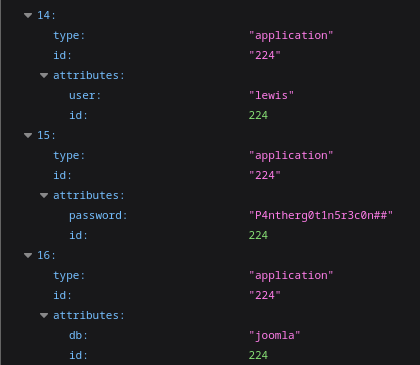 14:
type: "application"
id: "224"
attributes:
user: "lewis"
id: 224
15:
type: "application"
id: "224"
attributes:
password: "P4ntherg0t1n5r3c0n##"
id: 224
16:
type: "application"
id: "224"
attributes:
db: "joomla"
id: 224